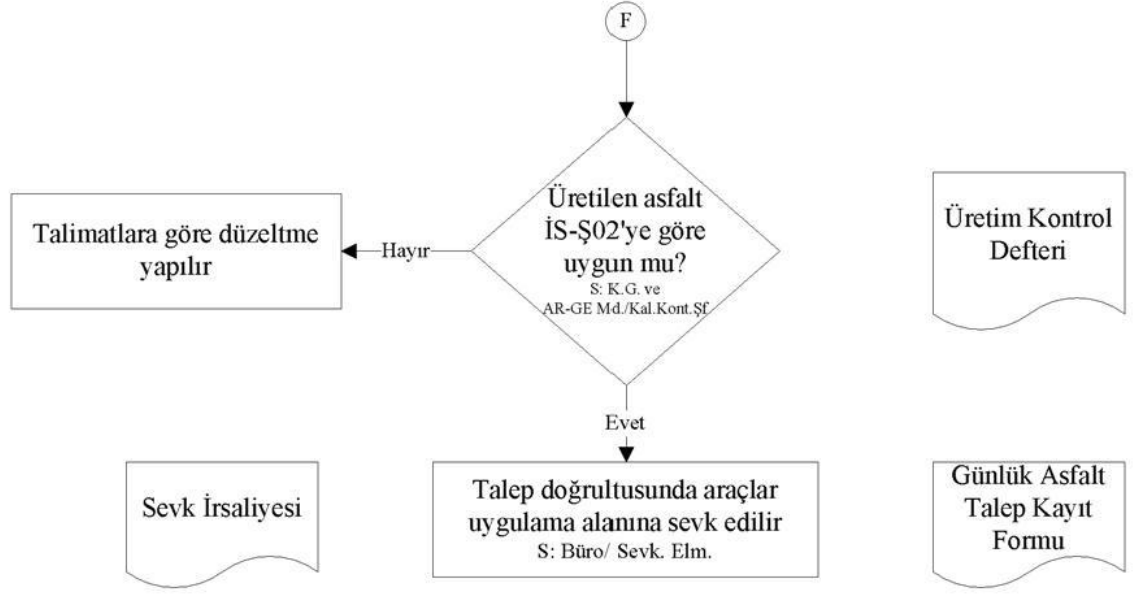 F
Üretilen asfalt
İS-Ş02'ye göre
uygun mu?
S: K.G. ve
AR-GE Md./Kal.Kont.Şf
Talimatlara göre düzeltme
yapılır
Hayır
Üretim Kontrol
Defteri
Evet
Sevk İrsaliyesi
Talep doğrultusunda araçlar
uygulama alanına sevk edilir
S: Büro/ Sevk. Elm.
Günlük Asfalt
Talep Kayıt
Formu